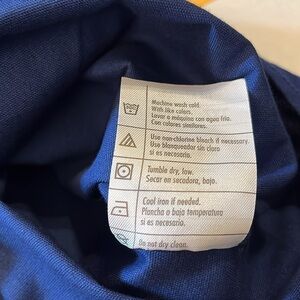 Machine wash cold.
With like colors.
Lavar a máquina con agua fría.
Con colores similares.
Use non-chlorine bleach if necessary.
Usar blanqueador sin cloro
si es necesario.
Tumble dry, low.
Secar en secadora, bajo.
Cool iron if needed.
Plancha a baja temperatura
si es necesario.
Do not dry clean.